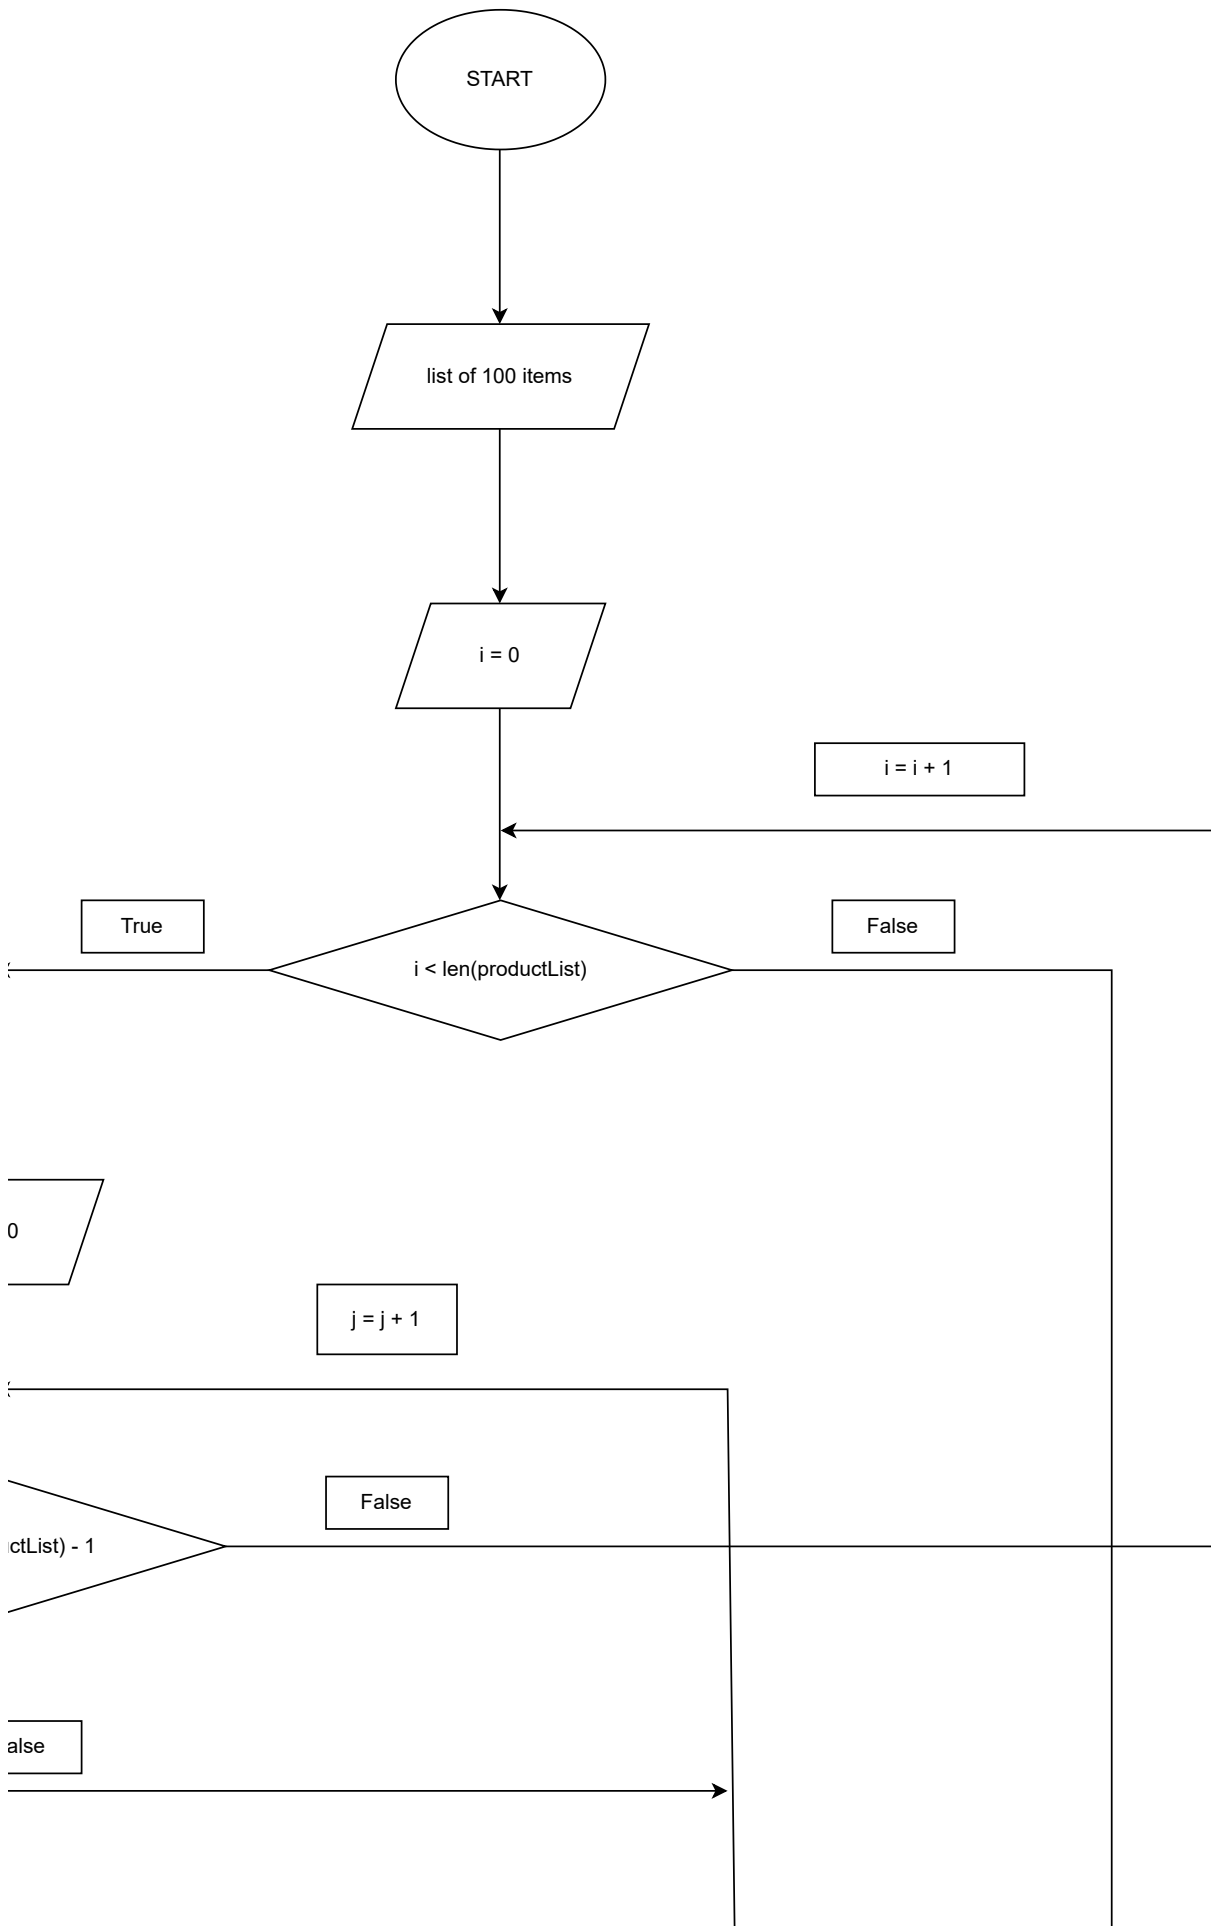 START
list of 100 items
i = 0
i = i + 1
True
False
i < len(productList)
0
j = j + 1
False
ctList) - 1
alse